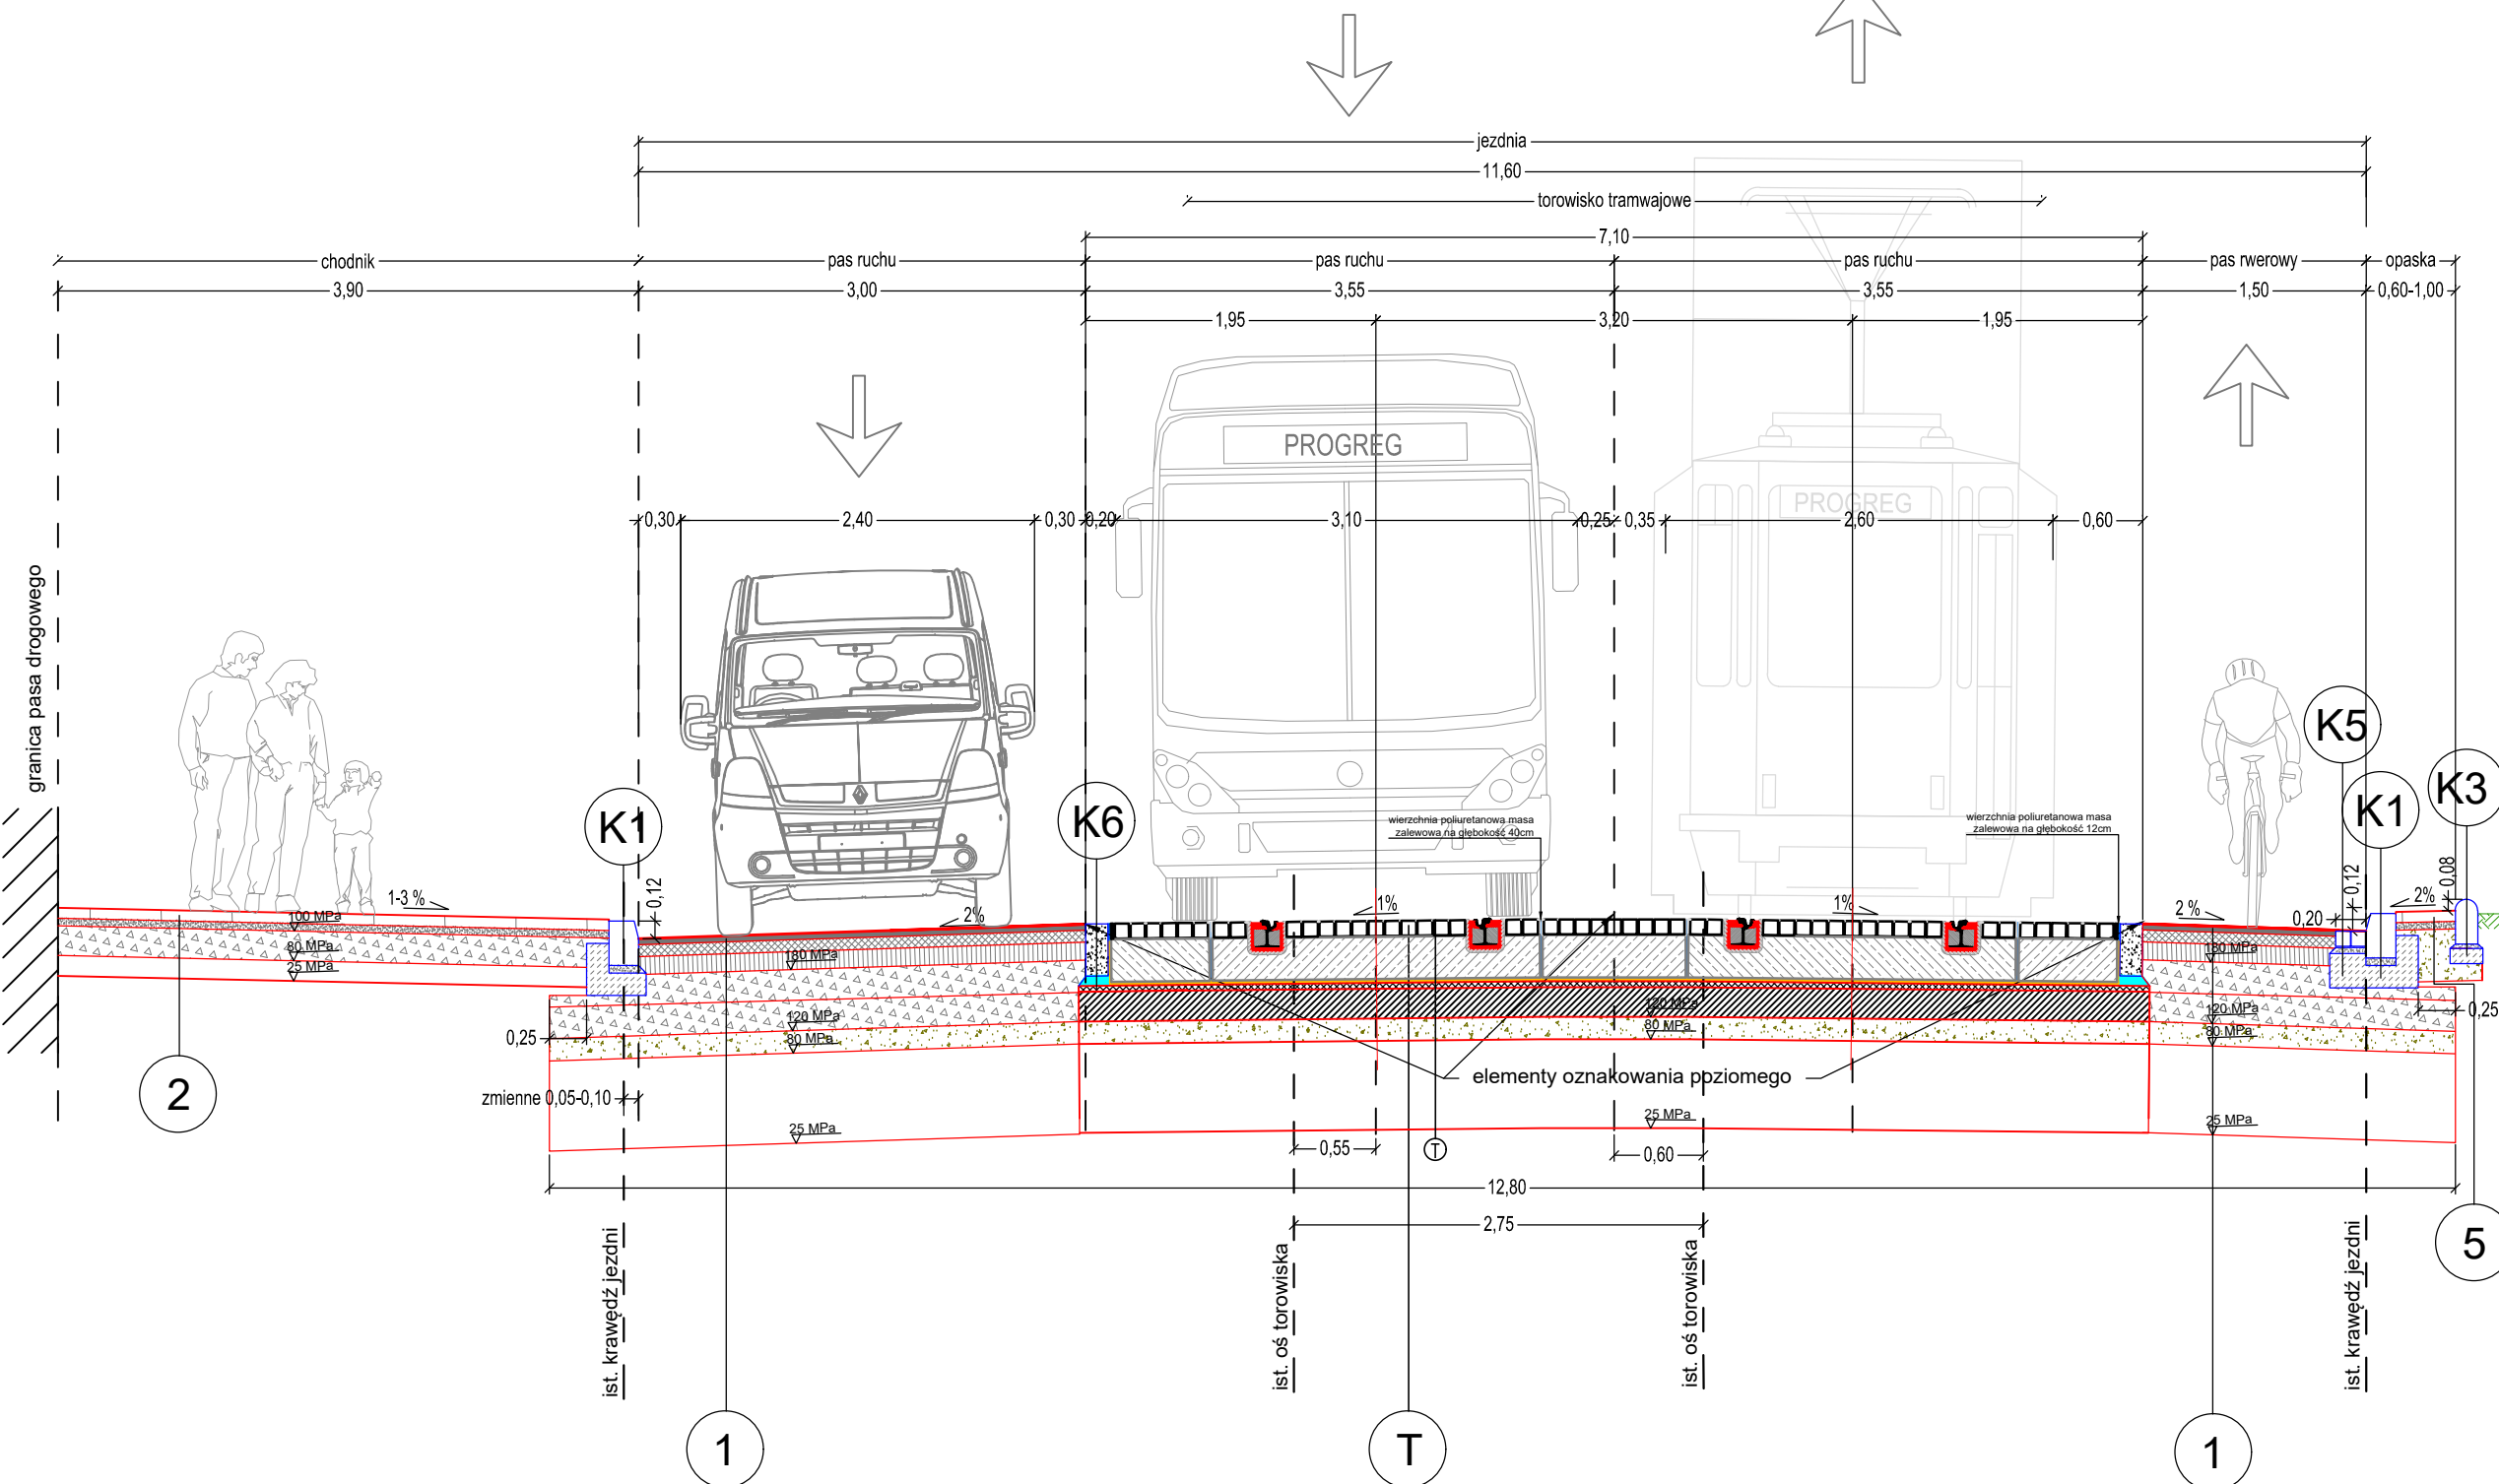 jezdnia
11,60
torowisko tramwajowe
7,10
chodnik
pas ruchu
pas ruchu
pas ruchu
pas rwerowy
opaska
3,90
3,00
3,55
3,55
1,50
0,60-1,00
1,95
3,20
1,95
PROGREG
PROGREG
0,30
2,40
0,30
0,20
3,10
0,25
0,35
2,60
0,60
granica pasa drogowego
K5
K3
K1
K6
K1
wierzchnia poliuretanowa masa
zalewowa na głębokość 40cm
wierzchnia poliuretanowa masa
zalewowa na głębokość 12cm
1-3 %
0,12
2%
1%
1%
2 %
0,20
0,12
2%
0,08
100 MPa
80 MPa
25 MPa
180 MPa
120 MPa
80 MPa
25 MPa
120 MPa
80 MPa
25 MPa
180 MPa
120 MPa
80 MPa
25 MPa
0,25
0,25
elementy oznakowania poziomego
2
zmienne 0,05-0,10
0,55
T
0,60
12,80
2,75
ist. krawędź jezdni
ist. oś torowiska
ist. oś torowiska
ist. krawędź jezdni
5
1
T
1